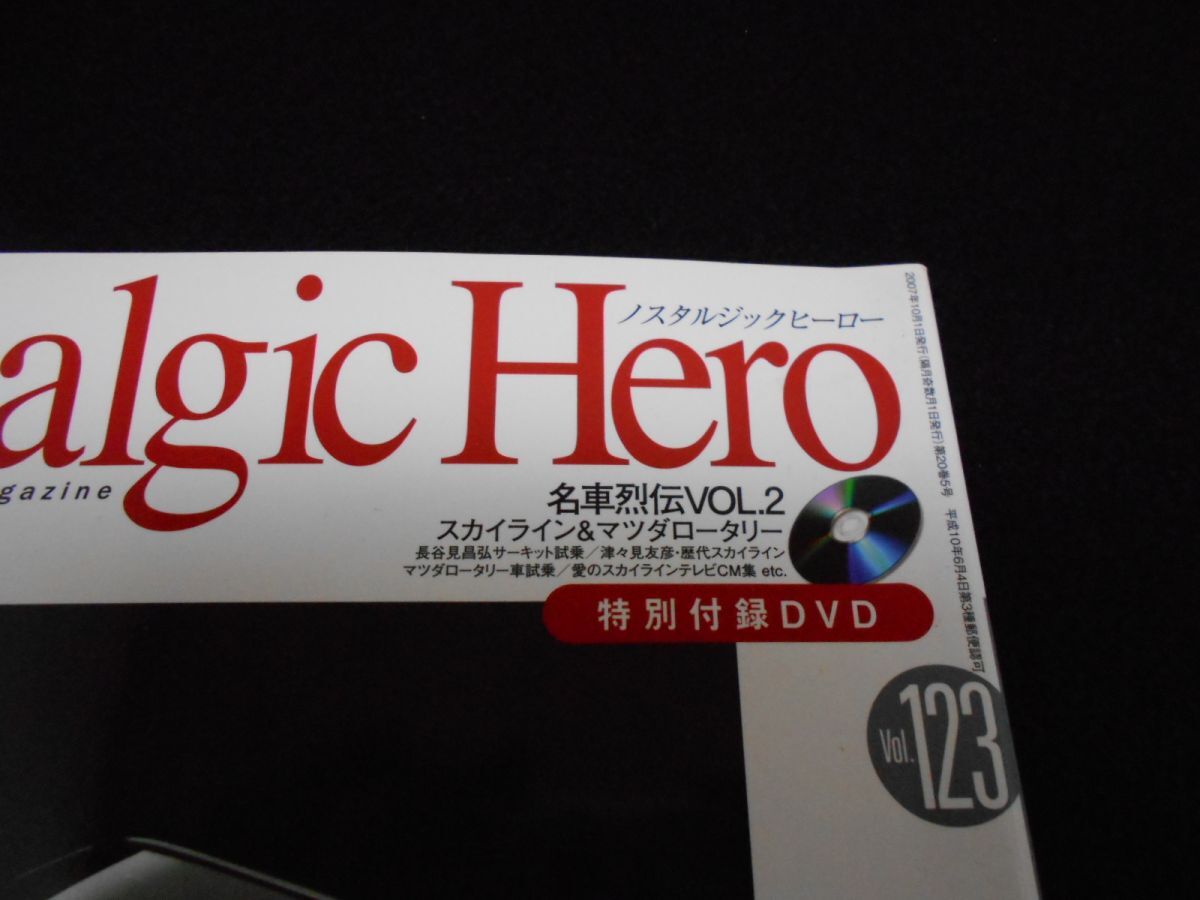 algic Hero
ノスタルジックヒーロー
gazine
名車烈伝VOL.2
スカイライン&マツダロータリー
長谷見昌弘サーキット試乗／津々見友彦・歴代スカイライン
マツダロータリー車試乗／愛のスカイラインテレビCM集 etc.
特別付録DVD
2007年10月1日発行(隔月奇数月1日発行)第20巻5号 平成10年6月4日第3種郵便認可
Vol.123